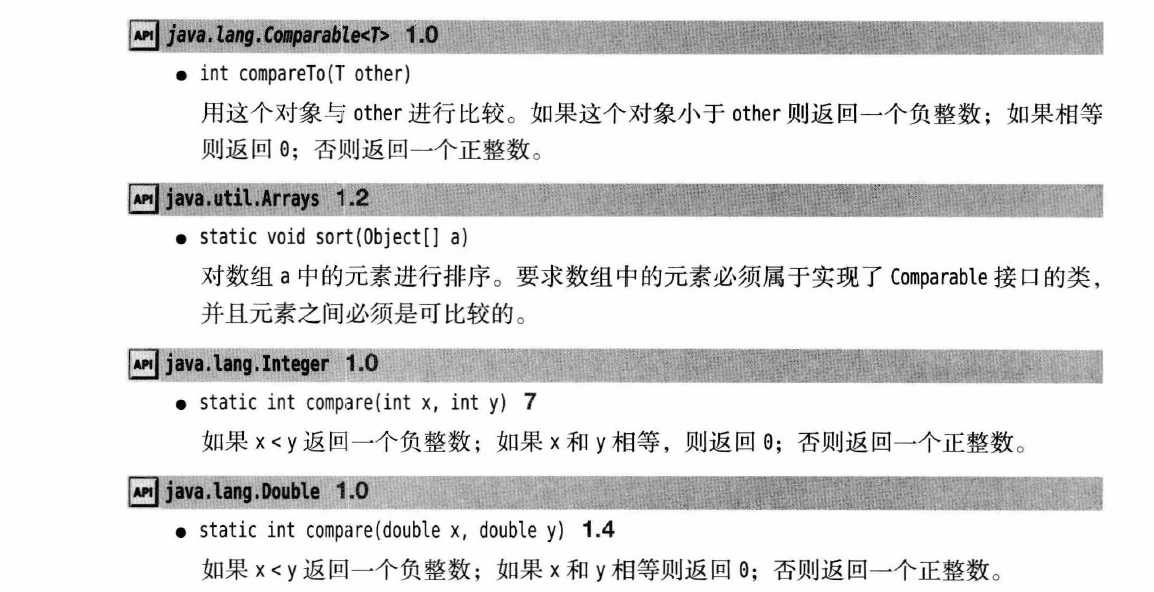 API java.lang.Comparable<T> 1.0
● int compareTo(T other)
用这个对象与 other 进行比较。如果这个对象小于 other 则返回一个负整数；如果相等
则返回 0；否则返回一个正整数。
API java.util.Arrays 1.2
● static void sort(Object[] a)
对数组 a 中的元素进行排序。要求数组中的元素必须属于实现了 Comparable 接口的类，
并且元素之间必须是可比较的。
API java.lang.Integer 1.0
● static int compare(int x, int y) 7
如果 x < y 返回一个负整数；如果 x 和 y 相等，则返回 0；否则返回一个正整数。
API java.lang.Double 1.0
● static int compare(double x, double y) 1.4
如果 x < y 返回一个负整数；如果 x 和 y 相等则返回 0；否则返回一个正整数。